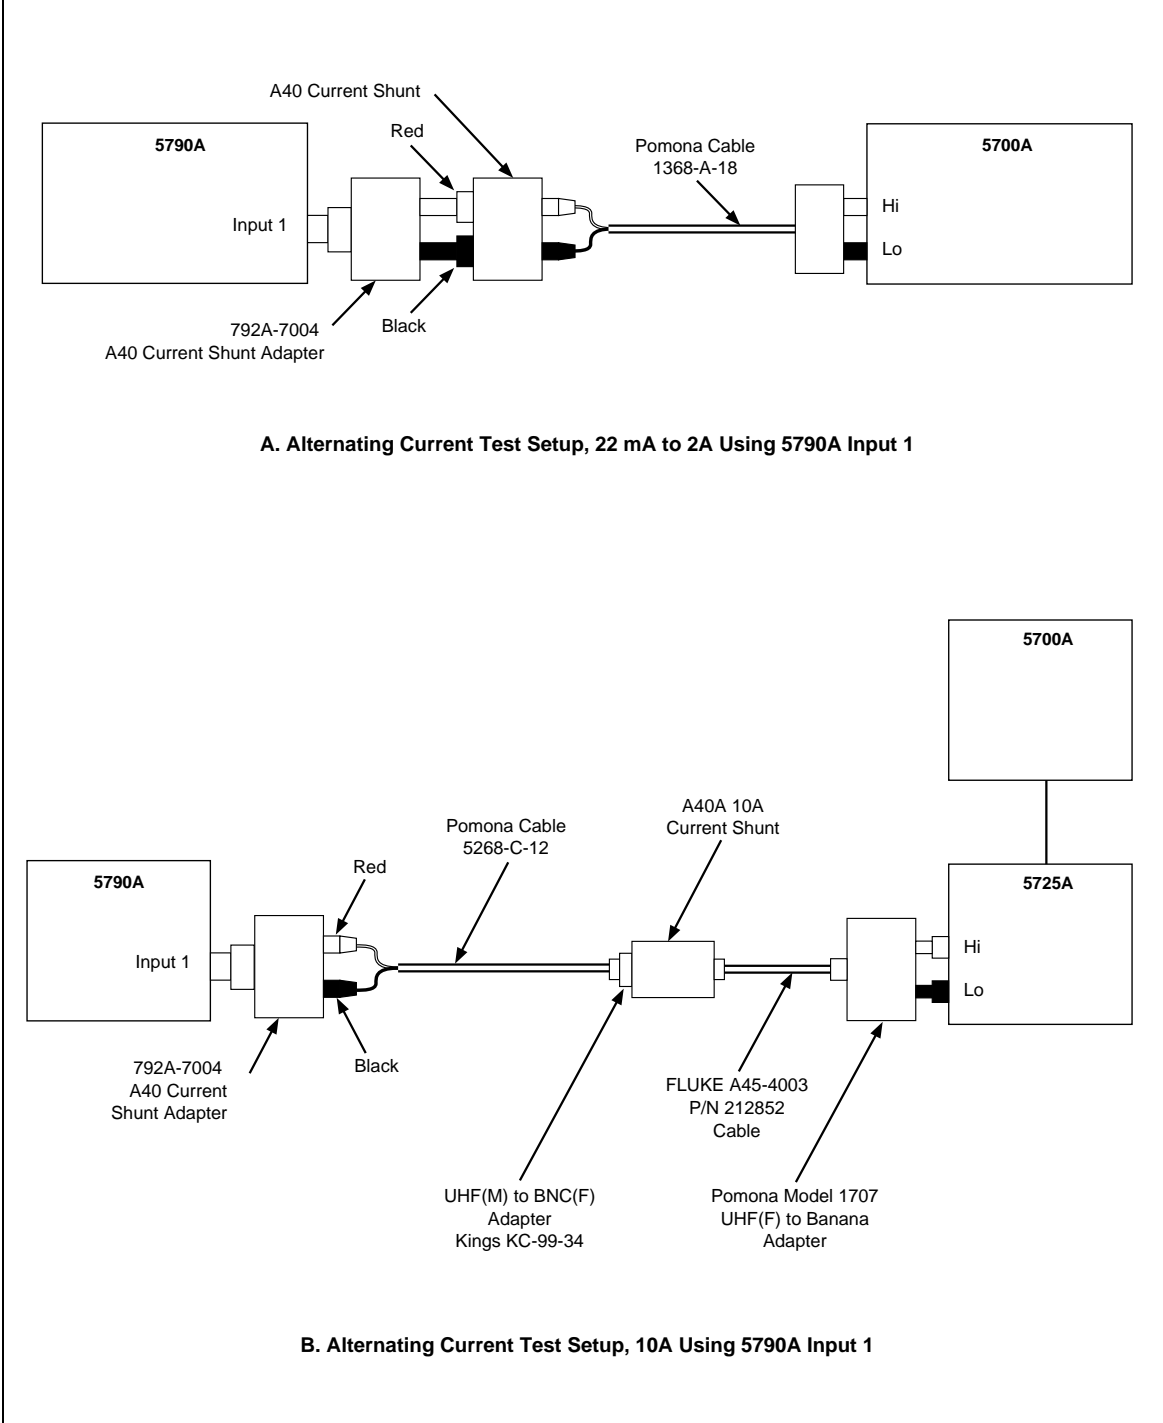 A40 Current Shunt
Red
5790A
Pomona Cable
1368-A-18
5700A
Input 1
Hi
Lo
792A-7004
A40 Current Shunt Adapter
Black
A. Alternating Current Test Setup, 22 mA to 2A Using 5790A Input 1
5700A
A40A 10A
Current Shunt
Pomona Cable
5268-C-12
Red
5790A
5725A
Input 1
Hi
Lo
792A-7004
A40 Current
Shunt Adapter
Black
FLUKE A45-4003
P/N 212852
Cable
UHF(M) to BNC(F)
Adapter
Kings KC-99-34
Pomona Model 1707
UHF(F) to Banana
Adapter
B. Alternating Current Test Setup, 10A Using 5790A Input 1